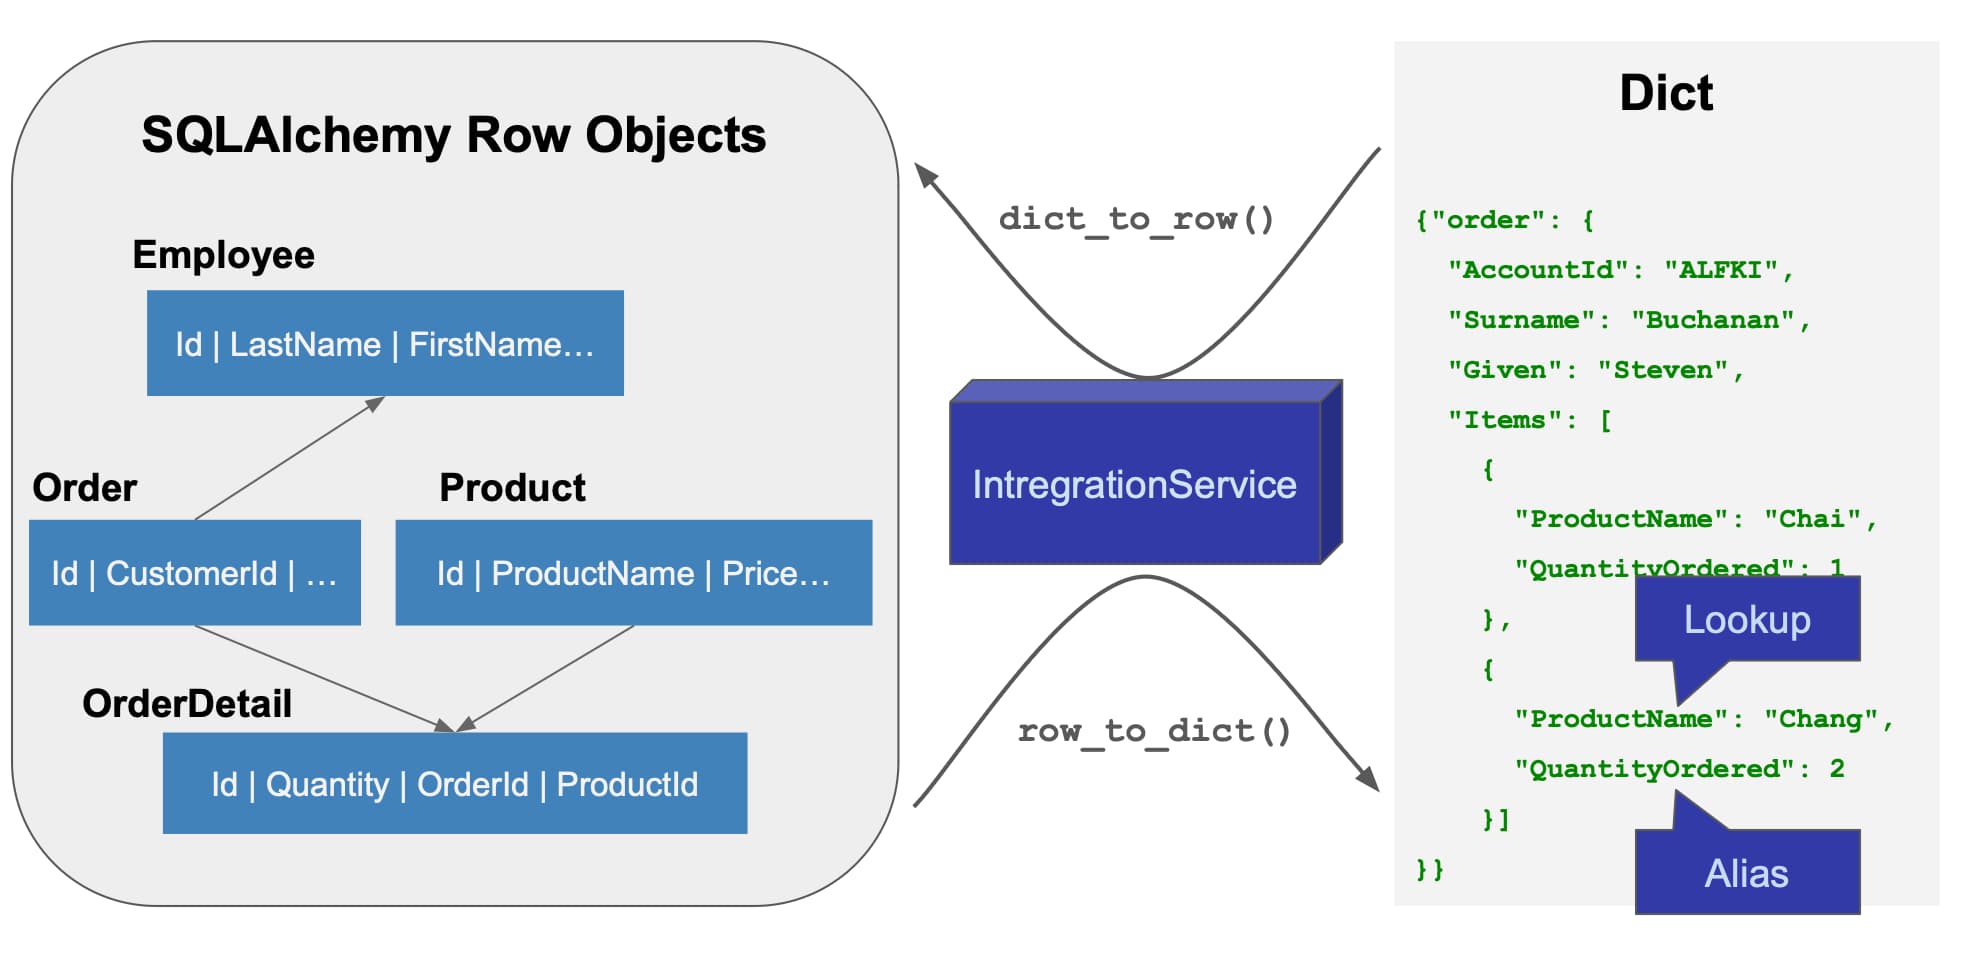 SQLAlchemy Row Objects
Employee
Id | LastName | FirstName...
Order
Id | CustomerId | ...
Product
Id | ProductName | Price...
OrderDetail
Id | Quantity | OrderId | ProductId
dict_to_row()
IntregrationService
row_to_dict()
Dict
{"order": {
"AccountId": "ALFKI",
"Surname": "Buchanan",
"Given": "Steven",
"Items": [
{
"ProductName": "Chai",
"QuantityOrdered": 1
},
Lookup
{
"ProductName": "Chang",
"QuantityOrdered": 2
}]
Alias
}}